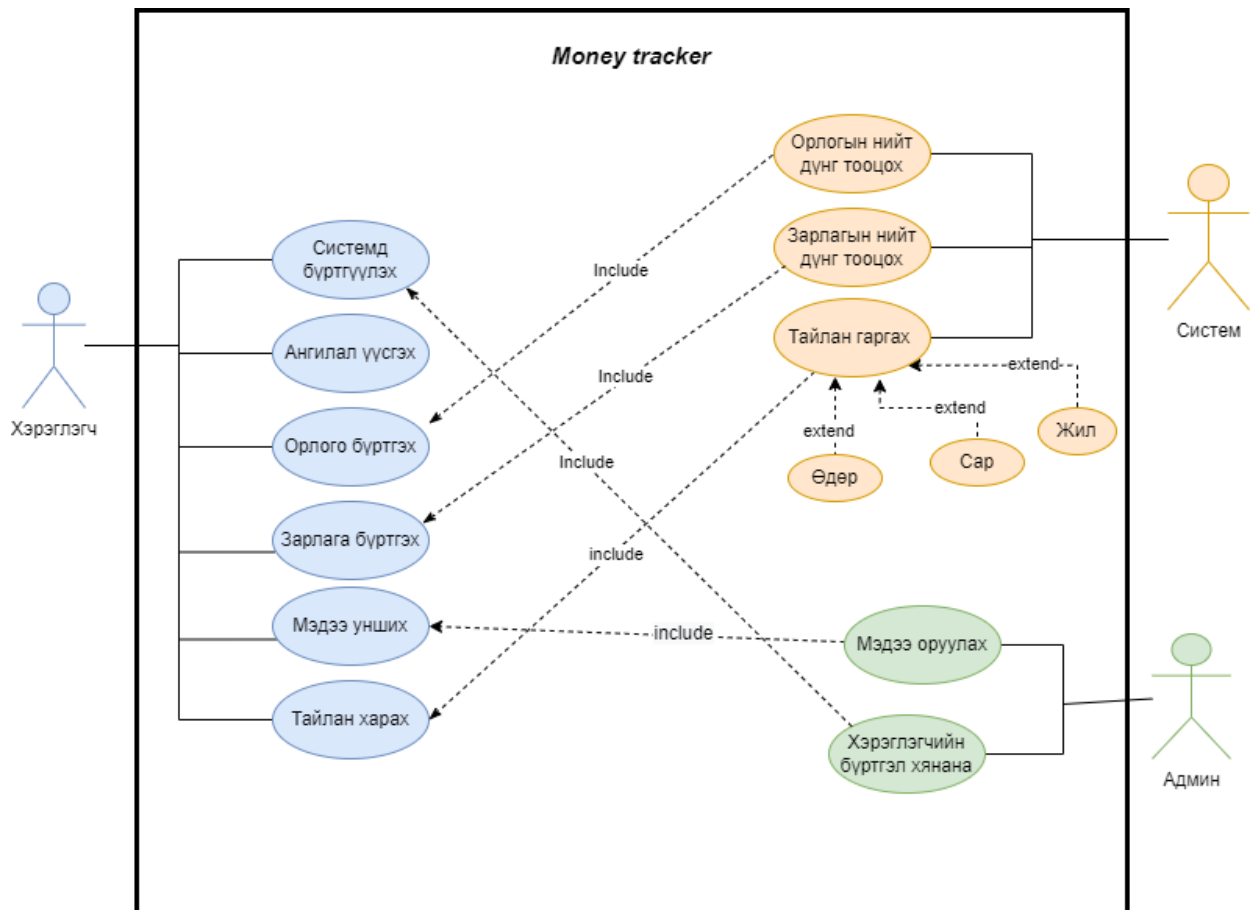 Money tracker
Орлогын нийт
дүнг тооцох
Зарлагын нийт
дүнг тооцох
Тайлан гаргах
Системд
бүртгүүлэх
Ангилал үүсгэх
Орлого бүртгэх
Зарлага бүртгэх
Мэдээ унших
Тайлан харах
Include
Include
Include
include
include
extend
extend
extend
Өдөр
Сар
Жил
Мэдээ оруулах
Хэрэглэгчийн
бүртгэл хянана
Хэрэглэгч
Систем
Админ